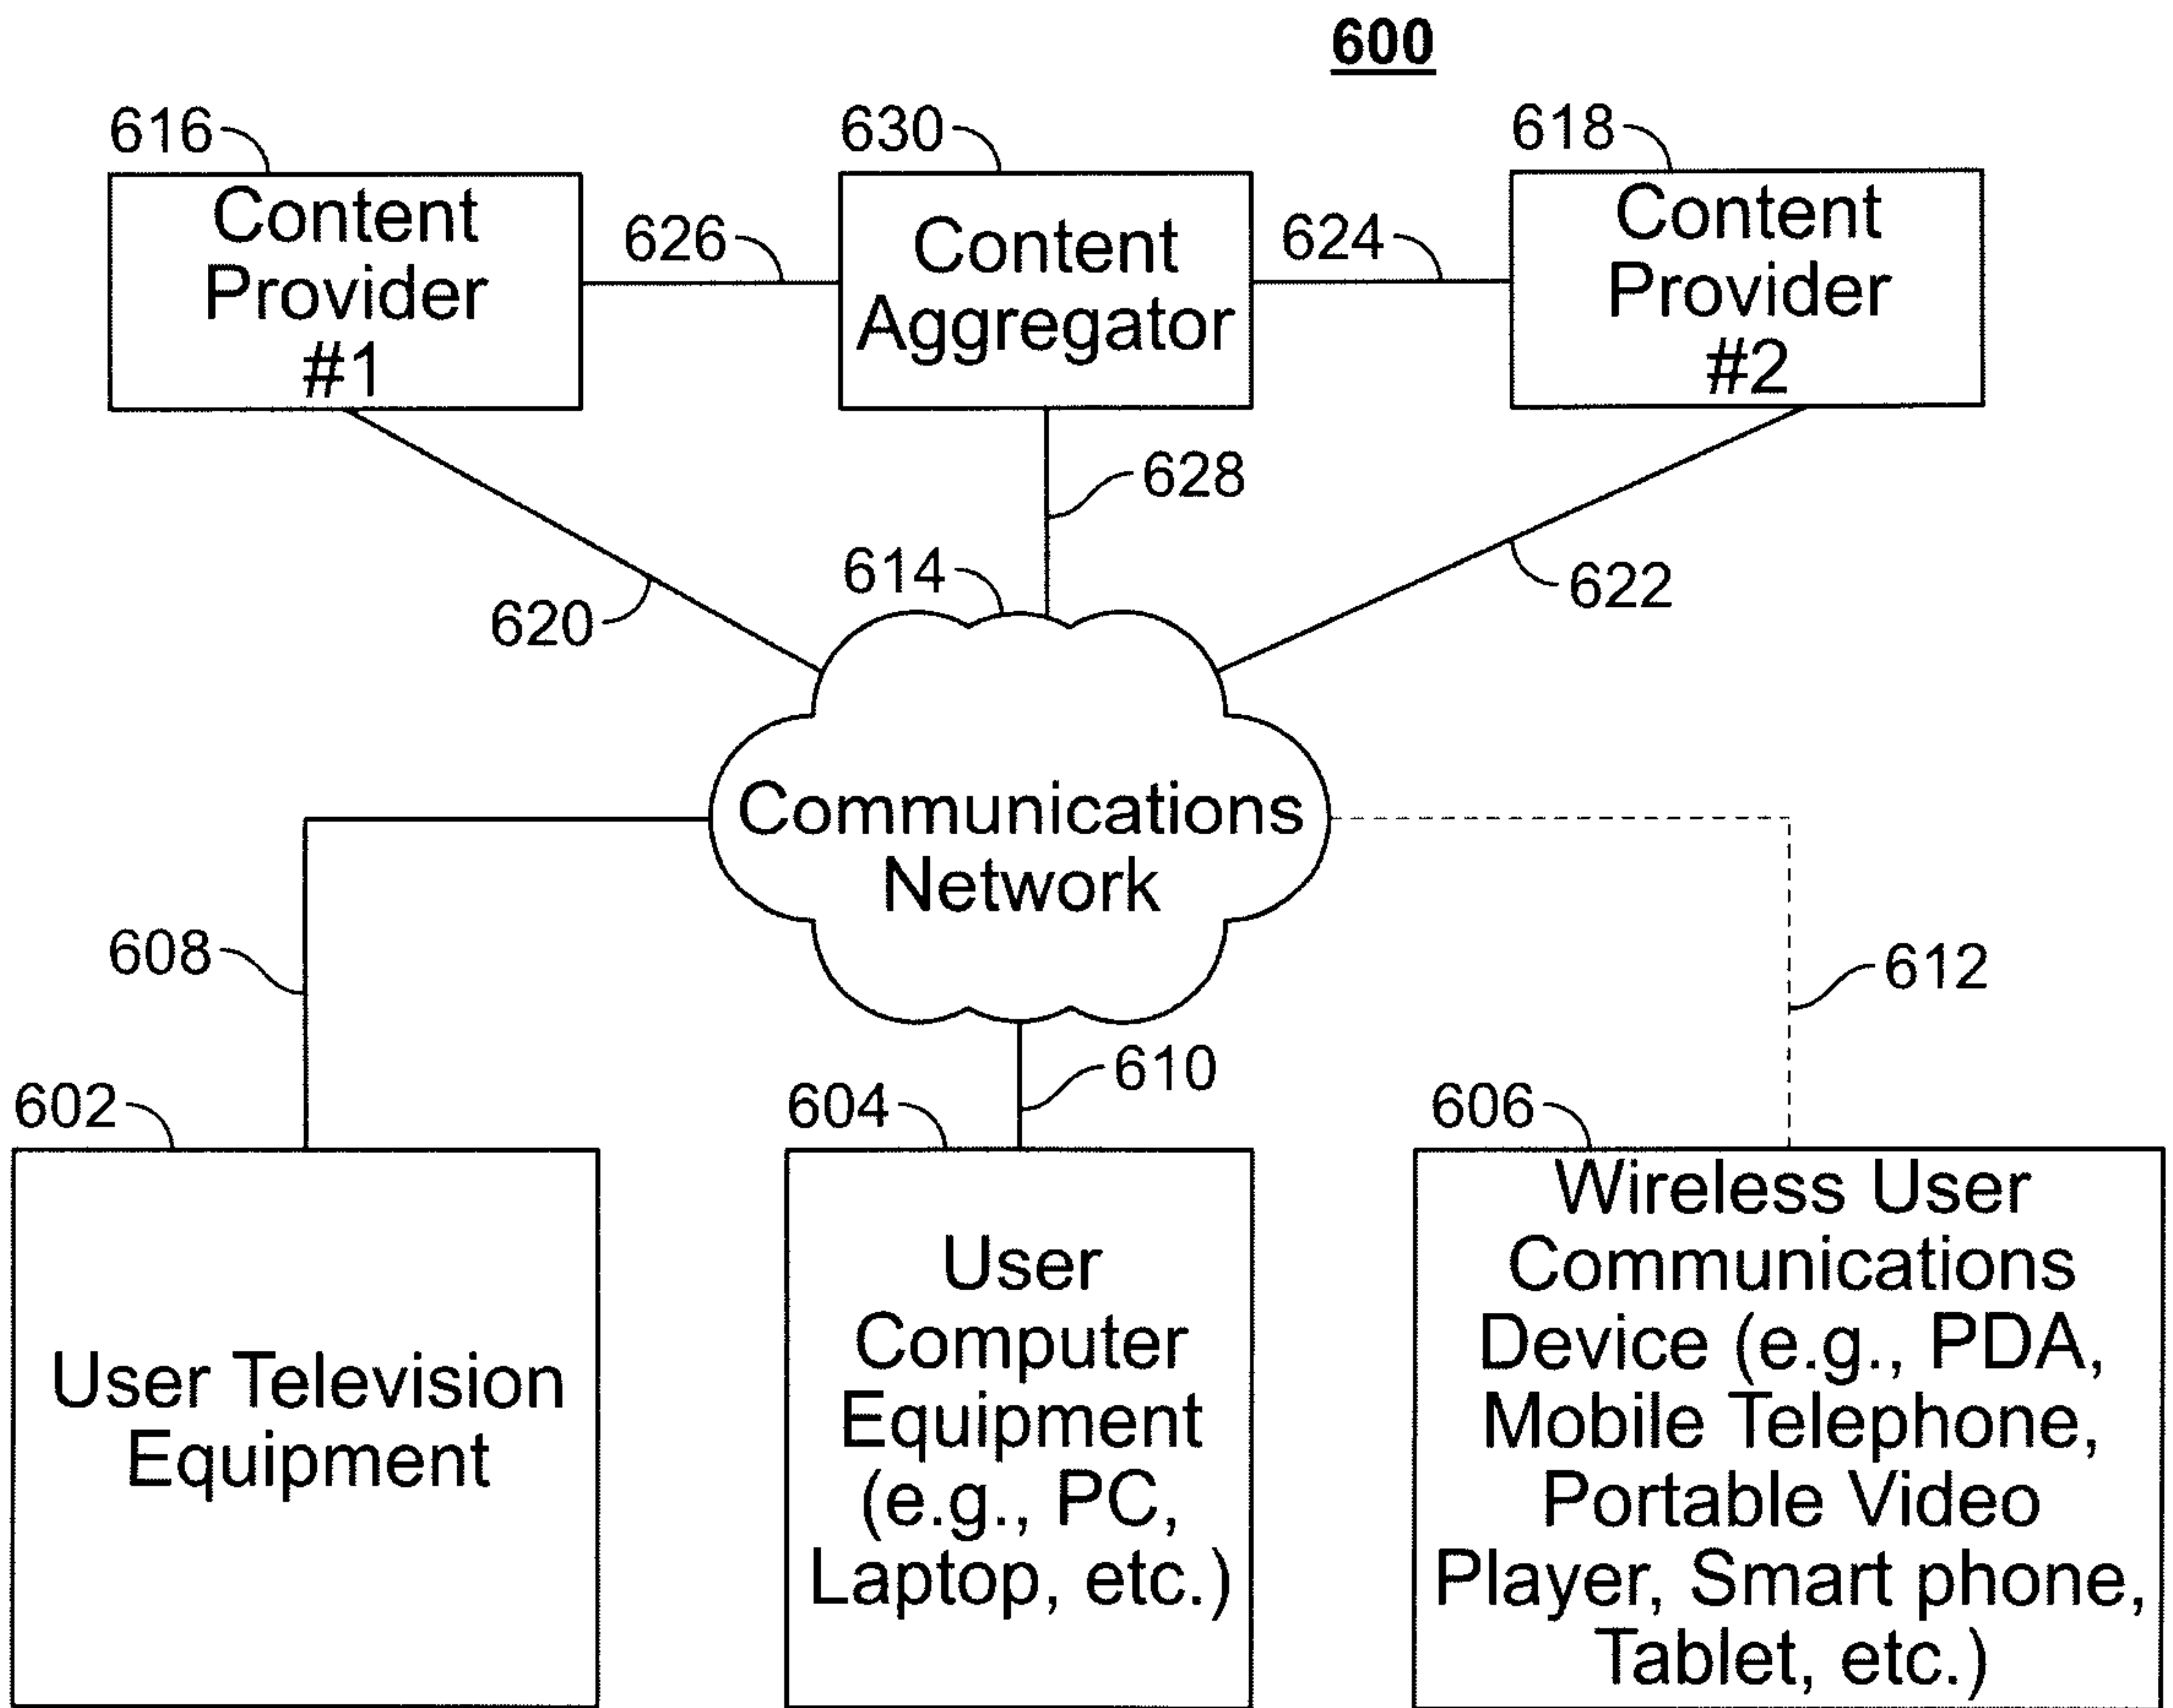 600
616
630
618
Content
Provider
#1
626
Content
Aggregator
624
Content
Provider
#2
628
614
620
622
Communications
Network
608
612
610
602
604
606
User Television
Equipment
User
Computer
Equipment
(e.g., PC,
Laptop, etc.)
Wireless User
Communications
Device (e.g., PDA,
Mobile Telephone,
Portable Video
Player, Smart phone,
Tablet, etc.)